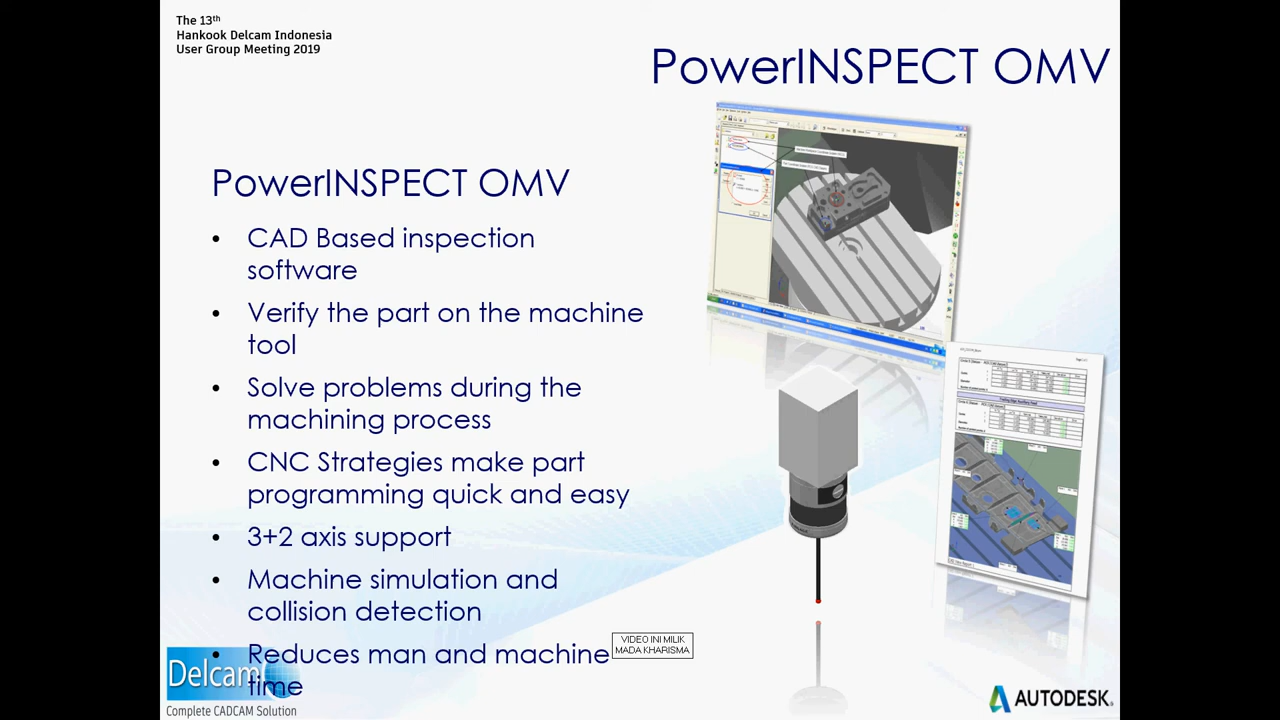 The 13th
Hankook Delcam Indonesia
User Group Meeting 2019
PowerINSPECT OMV
PowerINSPECT OMV
• CAD Based inspection
software
• Verify the part on the machine
tool
• Solve problems during the
machining process
• CNC Strategies make part
programming quick and easy
• 3+2 axis support
• Machine simulation and
collision detection
• Reduces man and machine
time
VIDEO INI MILIK
MADA KHARISMA
Delcam
Complete CADCAM Solution
AUTODESK.